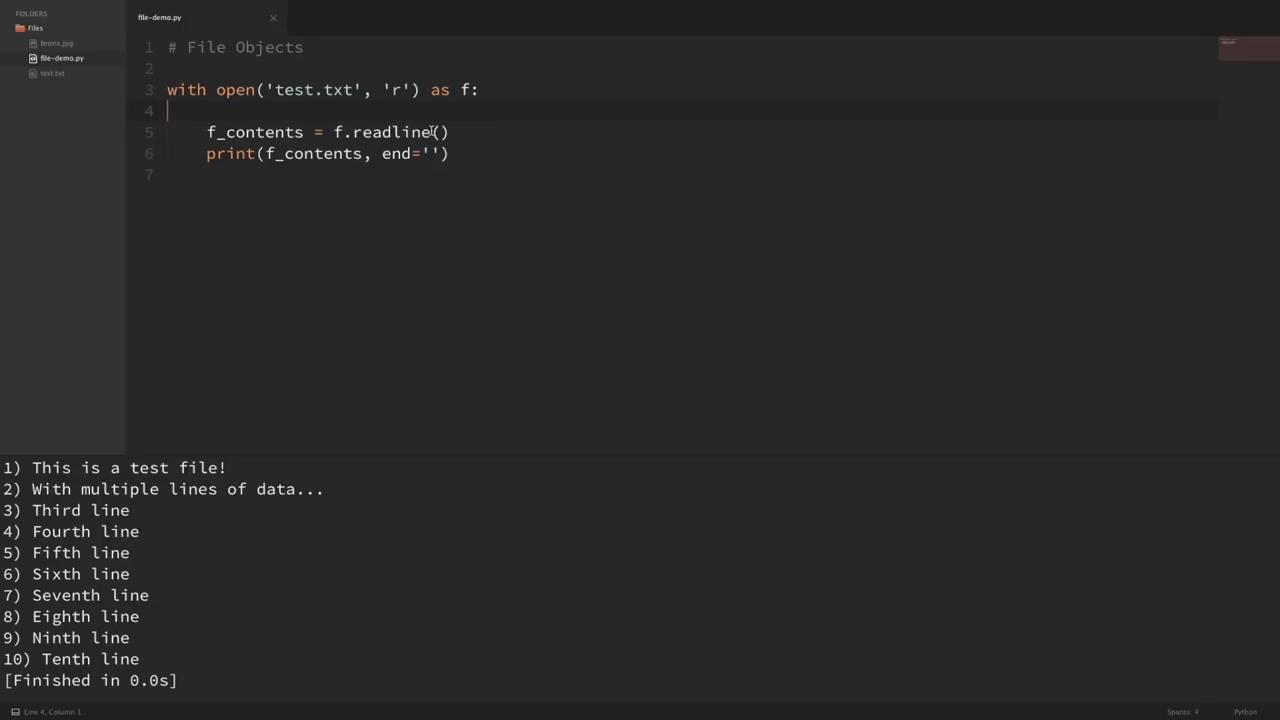 FOLDERS
Files
bronx.jpg
file-demo.py
text.txt
file-demo.py
1 # File Objects
2
3 with open('test.txt', 'r') as f:
4
5     f_contents = f.readline()
6     print(f_contents, end='')
7
1) This is a test file!
2) With multiple lines of data...
3) Third line
4) Fourth line
5) Fifth line
6) Sixth line
7) Seventh line
8) Eighth line
9) Ninth line
10) Tenth line
[Finished in 0.0s]
Line 4, Column 1
Spaces: 4
Python